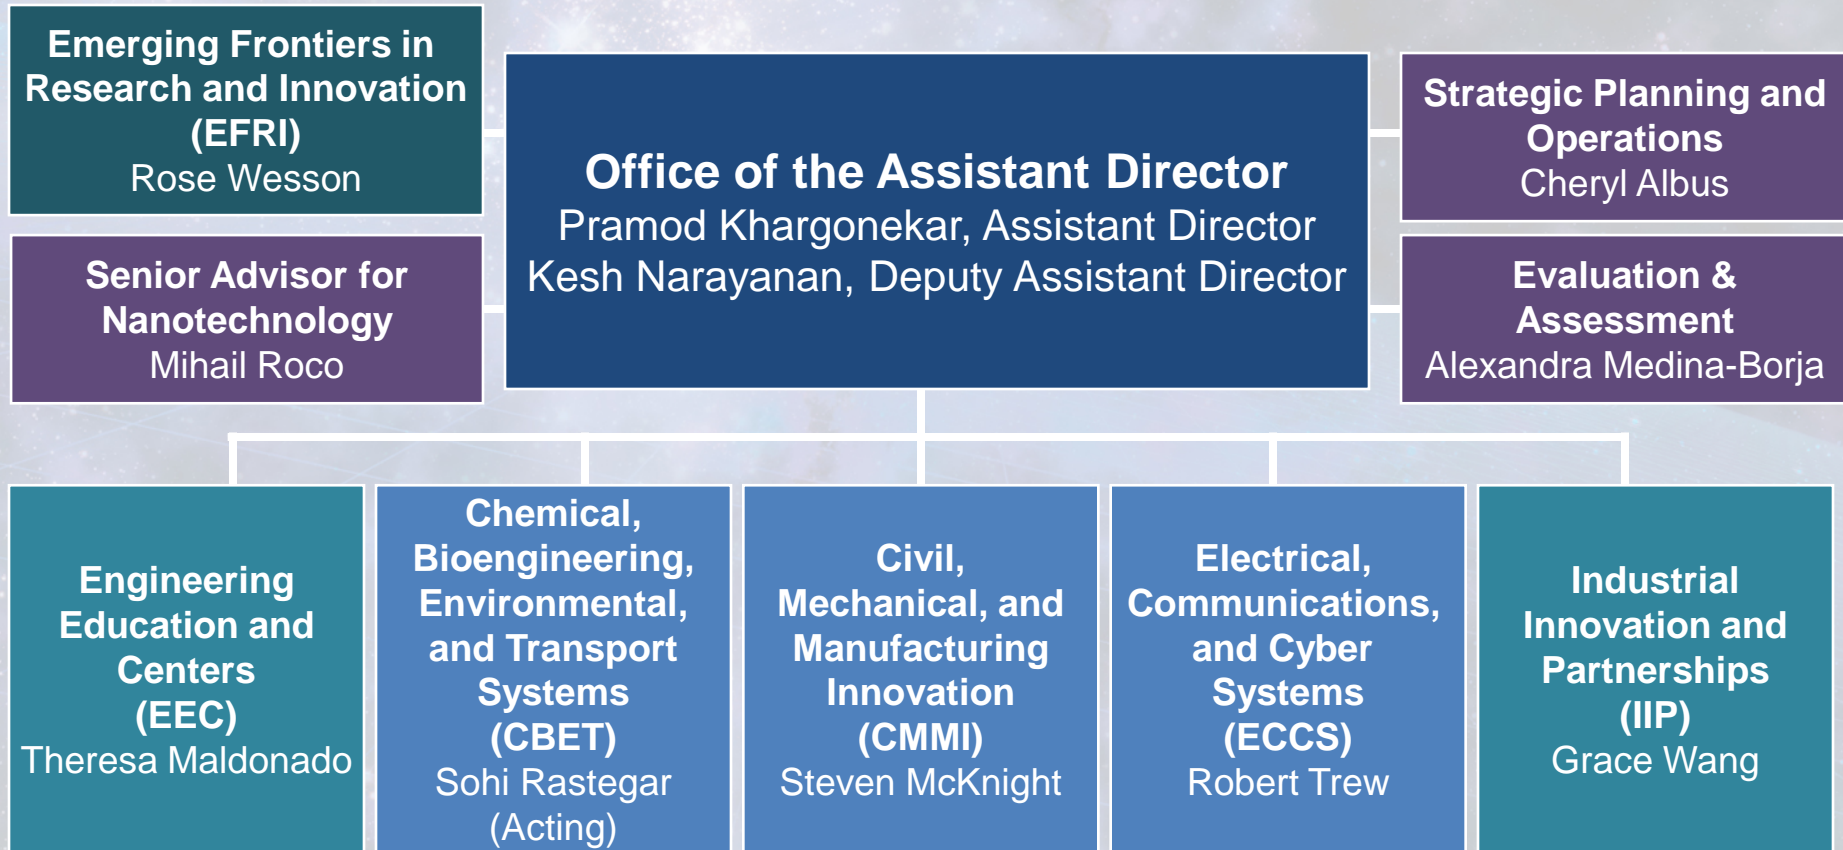 Emerging Frontiers in
Research and Innovation
(EFRI)
Rose Wesson
Senior Advisor for
Nanotechnology
Mihail Roco
Office of the Assistant Director
Pramod Khargonekar, Assistant Director
Kesh Narayanan, Deputy Assistant Director
Strategic Planning and
Operations
Cheryl Albus
Evaluation &
Assessment
Alexandra Medina-Borja
Engineering
Education and
Centers
(EEC)
Theresa Maldonado
Chemical,
Bioengineering,
Environmental,
and Transport
Systems
(CBET)
Sohi Rastegar
(Acting)
Civil,
Mechanical, and
Manufacturing
Innovation
(CMMI)
Steven McKnight
Electrical,
Communications,
and Cyber
Systems
(ECCS)
Robert Trew
Industrial
Innovation and
Partnerships
(IIP)
Grace Wang